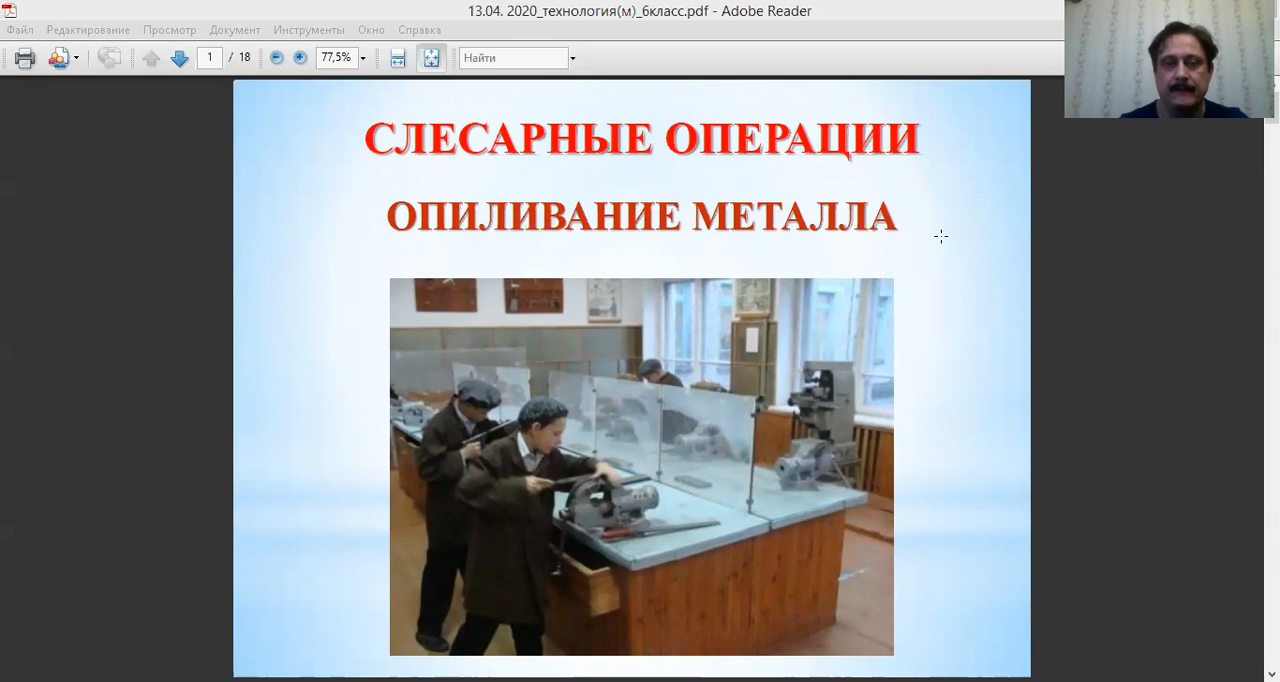 13.04. 2020_технология(м)_6класс.pdf - Adobe Reader
Файл Редактирование Просмотр Документ Инструменты Окно Справка
1 / 18 77,5% Найти
СЛЕСАРНЫЕ ОПЕРАЦИИ
ОПИЛИВАНИЕ МЕТАЛЛА